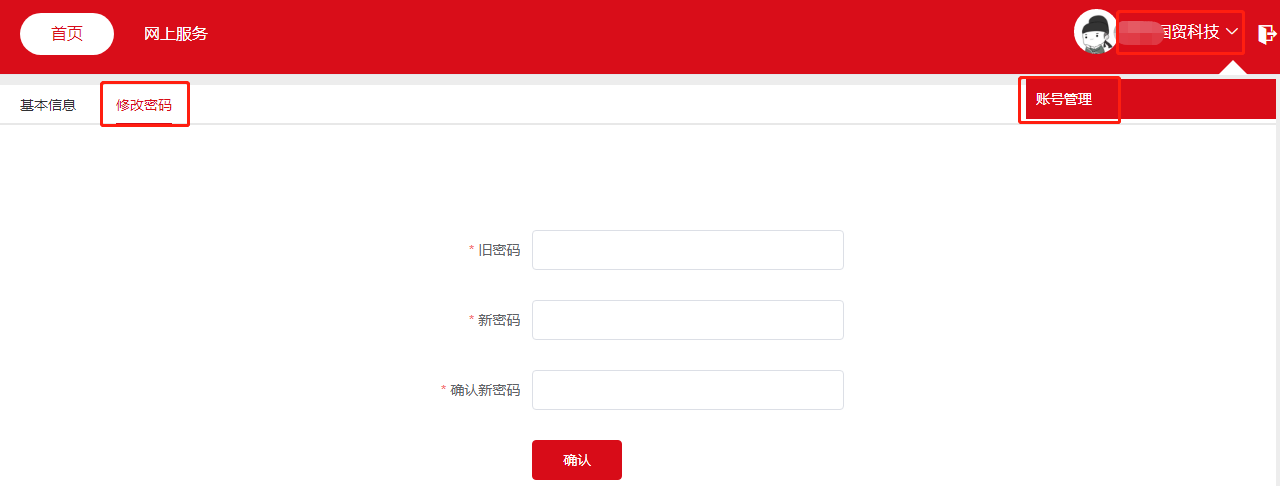 首页 网上服务 国贸科技
基本信息 修改密码 账号管理
* 旧密码
* 新密码
* 确认新密码
确认